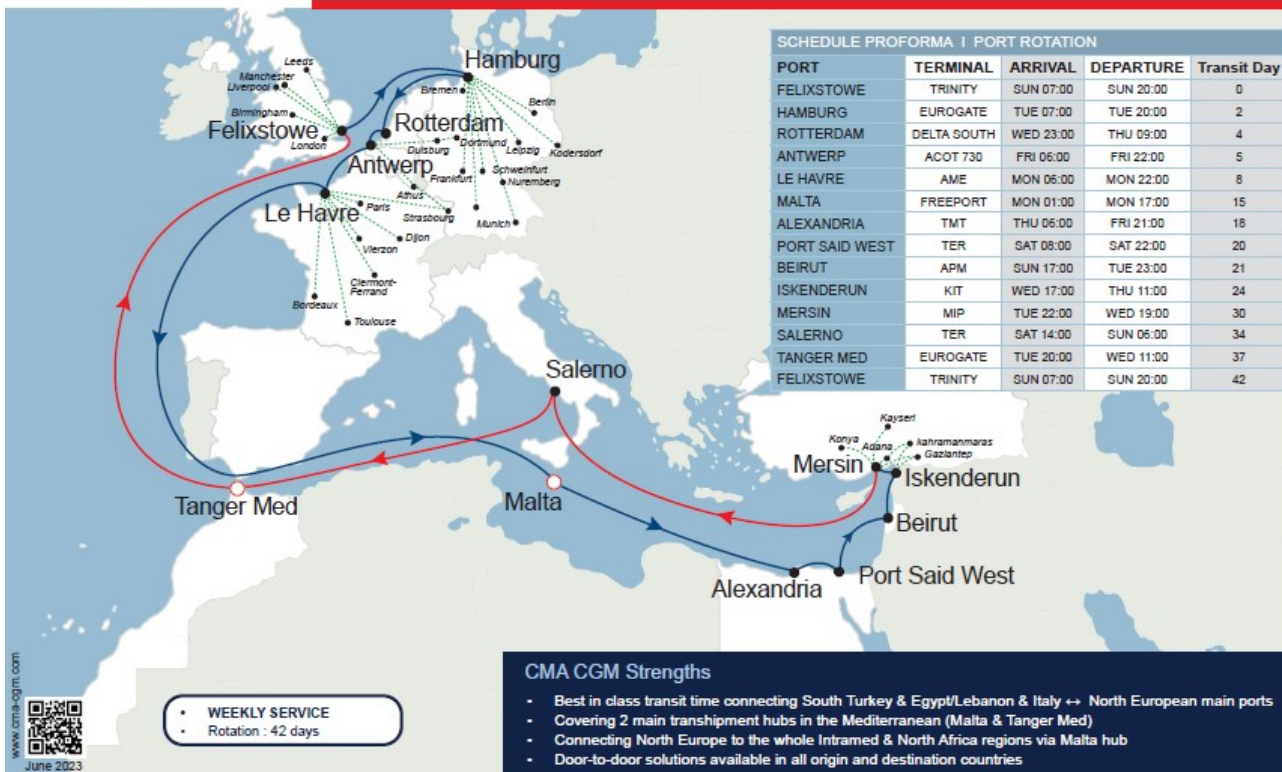 SCHEDULE PROFORMA I PORT ROTATION
PORT TERMINAL ARRIVAL DEPARTURE Transit Day
FELIXSTOWE TRINITY SUN 07:00 SUN 20:00 0
HAMBURG EUROGATE TUE 07:00 TUE 20:00 2
ROTTERDAM DELTA SOUTH WED 23:00 THU 09:00 4
ANTWERP ACOT 730 FRI 06:00 FRI 22:00 5
LE HAVRE AME MON 06:00 MON 22:00 8
MALTA FREEPORT MON 01:00 MON 17:00 15
ALEXANDRIA TMT THU 06:00 FRI 21:00 18
PORT SAID WEST TER SAT 08:00 SAT 22:00 20
BEIRUT APM SUN 17:00 TUE 23:00 21
ISKENDERUN KIT WED 17:00 THU 11:00 24
MERSIN MIP TUE 22:00 WED 19:00 30
SALERNO TER SAT 14:00 SUN 06:00 34
TANGER MED EUROGATE TUE 20:00 WED 11:00 37
FELIXSTOWE TRINITY SUN 07:00 SUN 20:00 42
Leeds
Manchester
Liverpool
Birmingham
Felixstowe
London
Hamburg
Bremen
Berlin
Rotterdam
Duisburg
Dortmund
Leipzig
Kodersdorf
Antwerp
Frankfurt
Schweinfurt
Nuremberg
Athus
Le Havre
Paris
Strasbourg
Munich
Dijon
Vierzon
Clermont-
Ferrand
Bordeaux
Toulouse
Salerno
Kayseri
Konya
Adana
kahramanmaras
Gaziantep
Mersin
Iskenderun
Tanger Med
Malta
Beirut
Alexandria
Port Said West
www.cma-cgm.com
June 2023
• WEEKLY SERVICE
• Rotation : 42 days
CMA CGM Strengths
- Best in class transit time connecting South Turkey & Egypt/Lebanon & Italy ↔ North European main ports
- Covering 2 main transhipment hubs in the Mediterranean (Malta & Tanger Med)
- Connecting North Europe to the whole Intramed & North Africa regions via Malta hub
- Door-to-door solutions available in all origin and destination countries